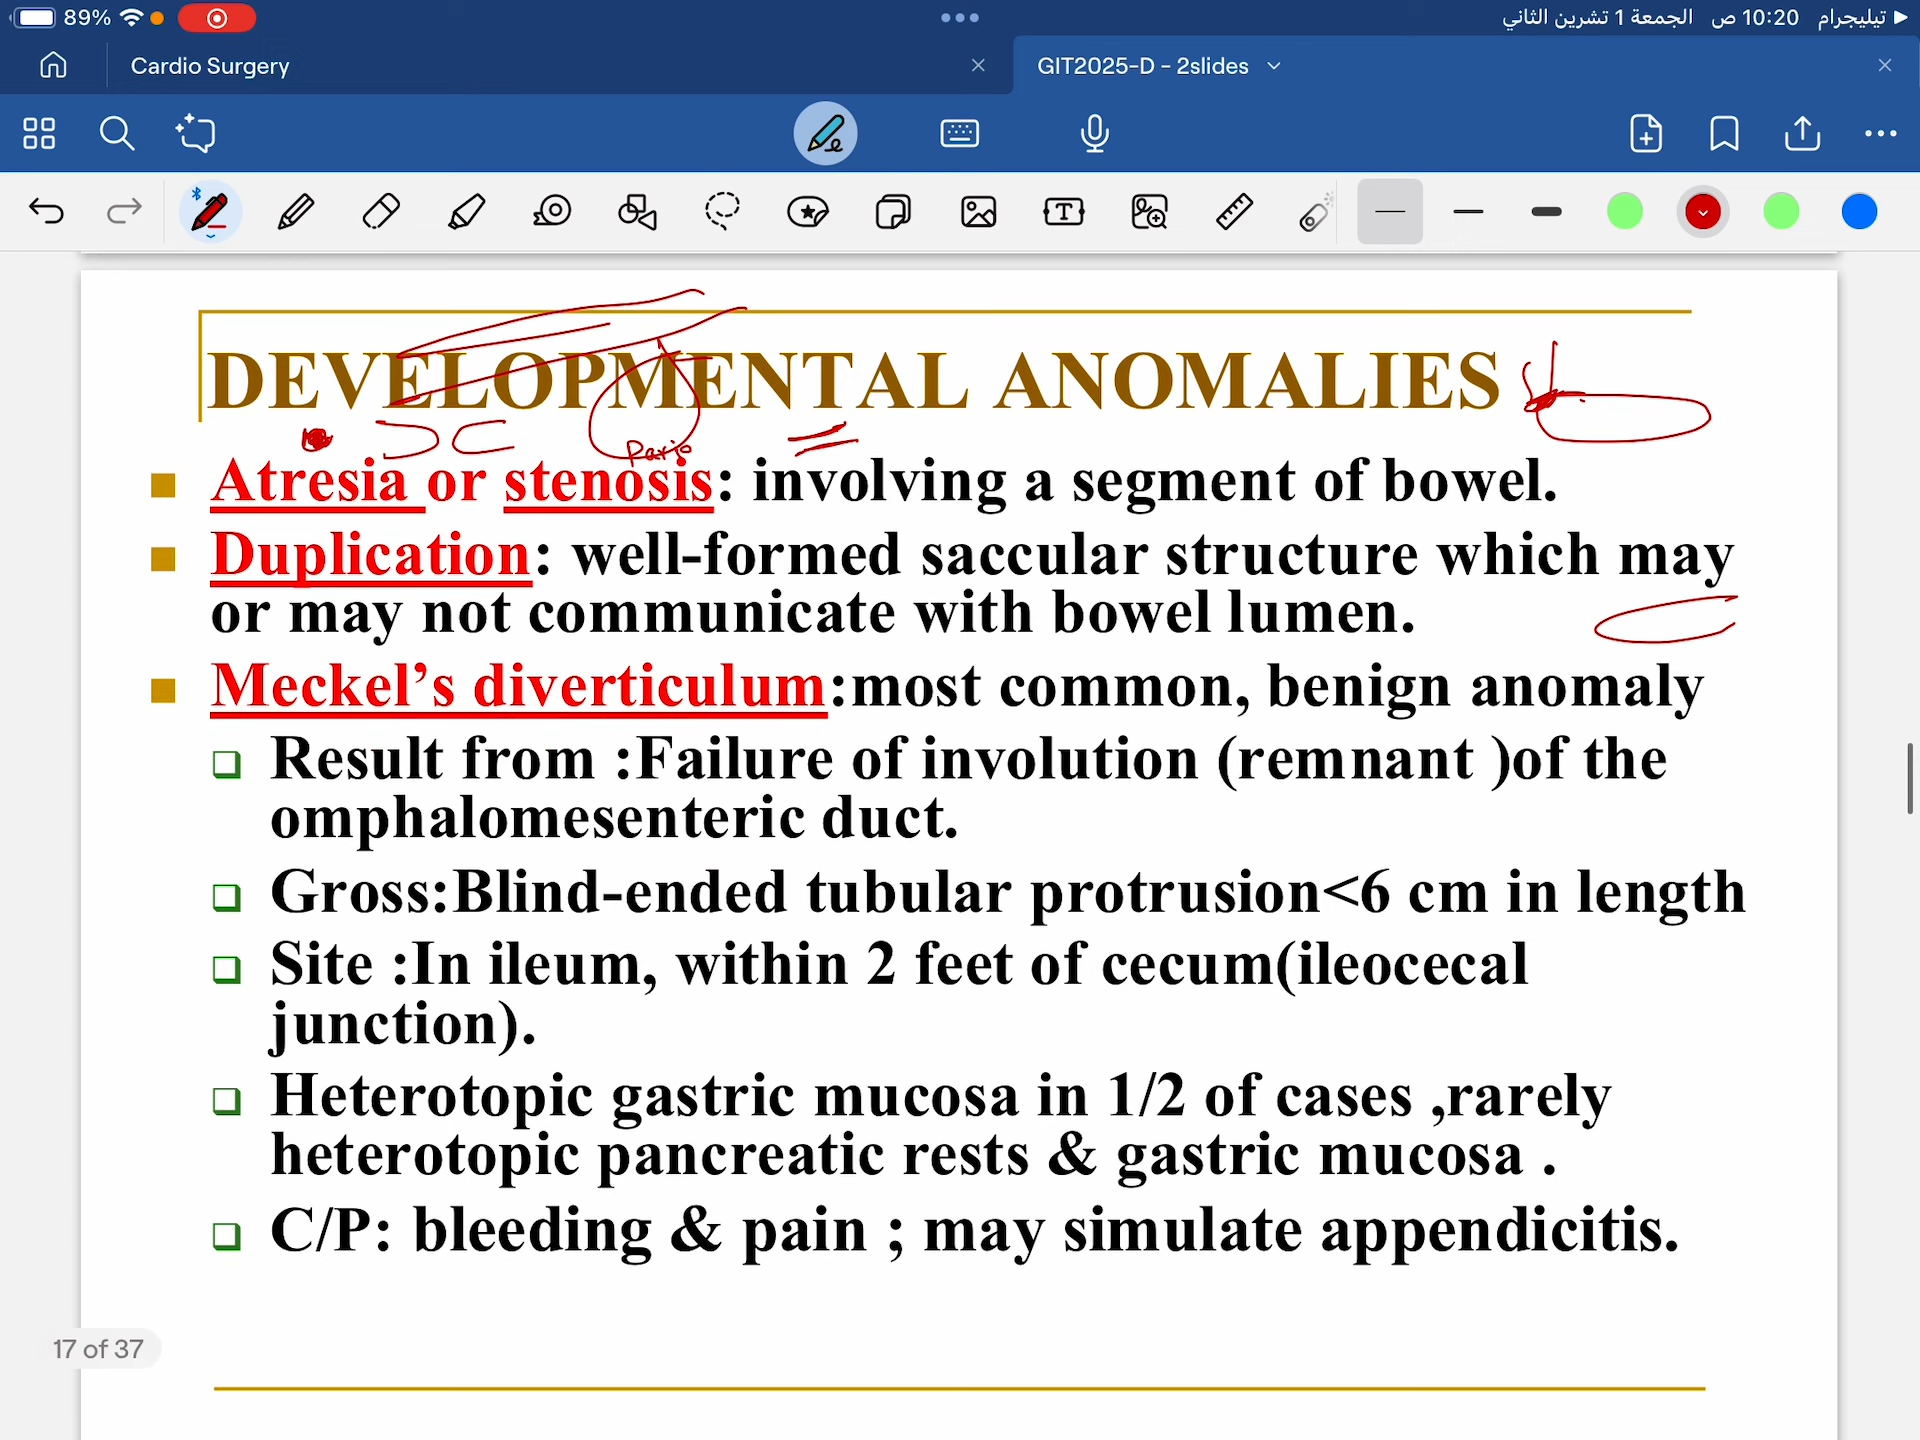 89%
تيليجرام 10:20 ص الجمعة 1 تشرين الثاني
Cardio Surgery
GIT2025-D - 2slides
DEVELOPMENTAL ANOMALIES
Atresia or stenosis: involving a segment of bowel.
Duplication: well-formed saccular structure which may
or may not communicate with bowel lumen.
Meckel’s diverticulum:most common, benign anomaly
Result from :Failure of involution (remnant )of the
omphalomesenteric duct.
Gross:Blind-ended tubular protrusion<6 cm in length
Site :In ileum, within 2 feet of cecum(ileocecal
junction).
Heterotopic gastric mucosa in 1/2 of cases ,rarely
heterotopic pancreatic rests & gastric mucosa .
C/P: bleeding & pain ; may simulate appendicitis.
17 of 37